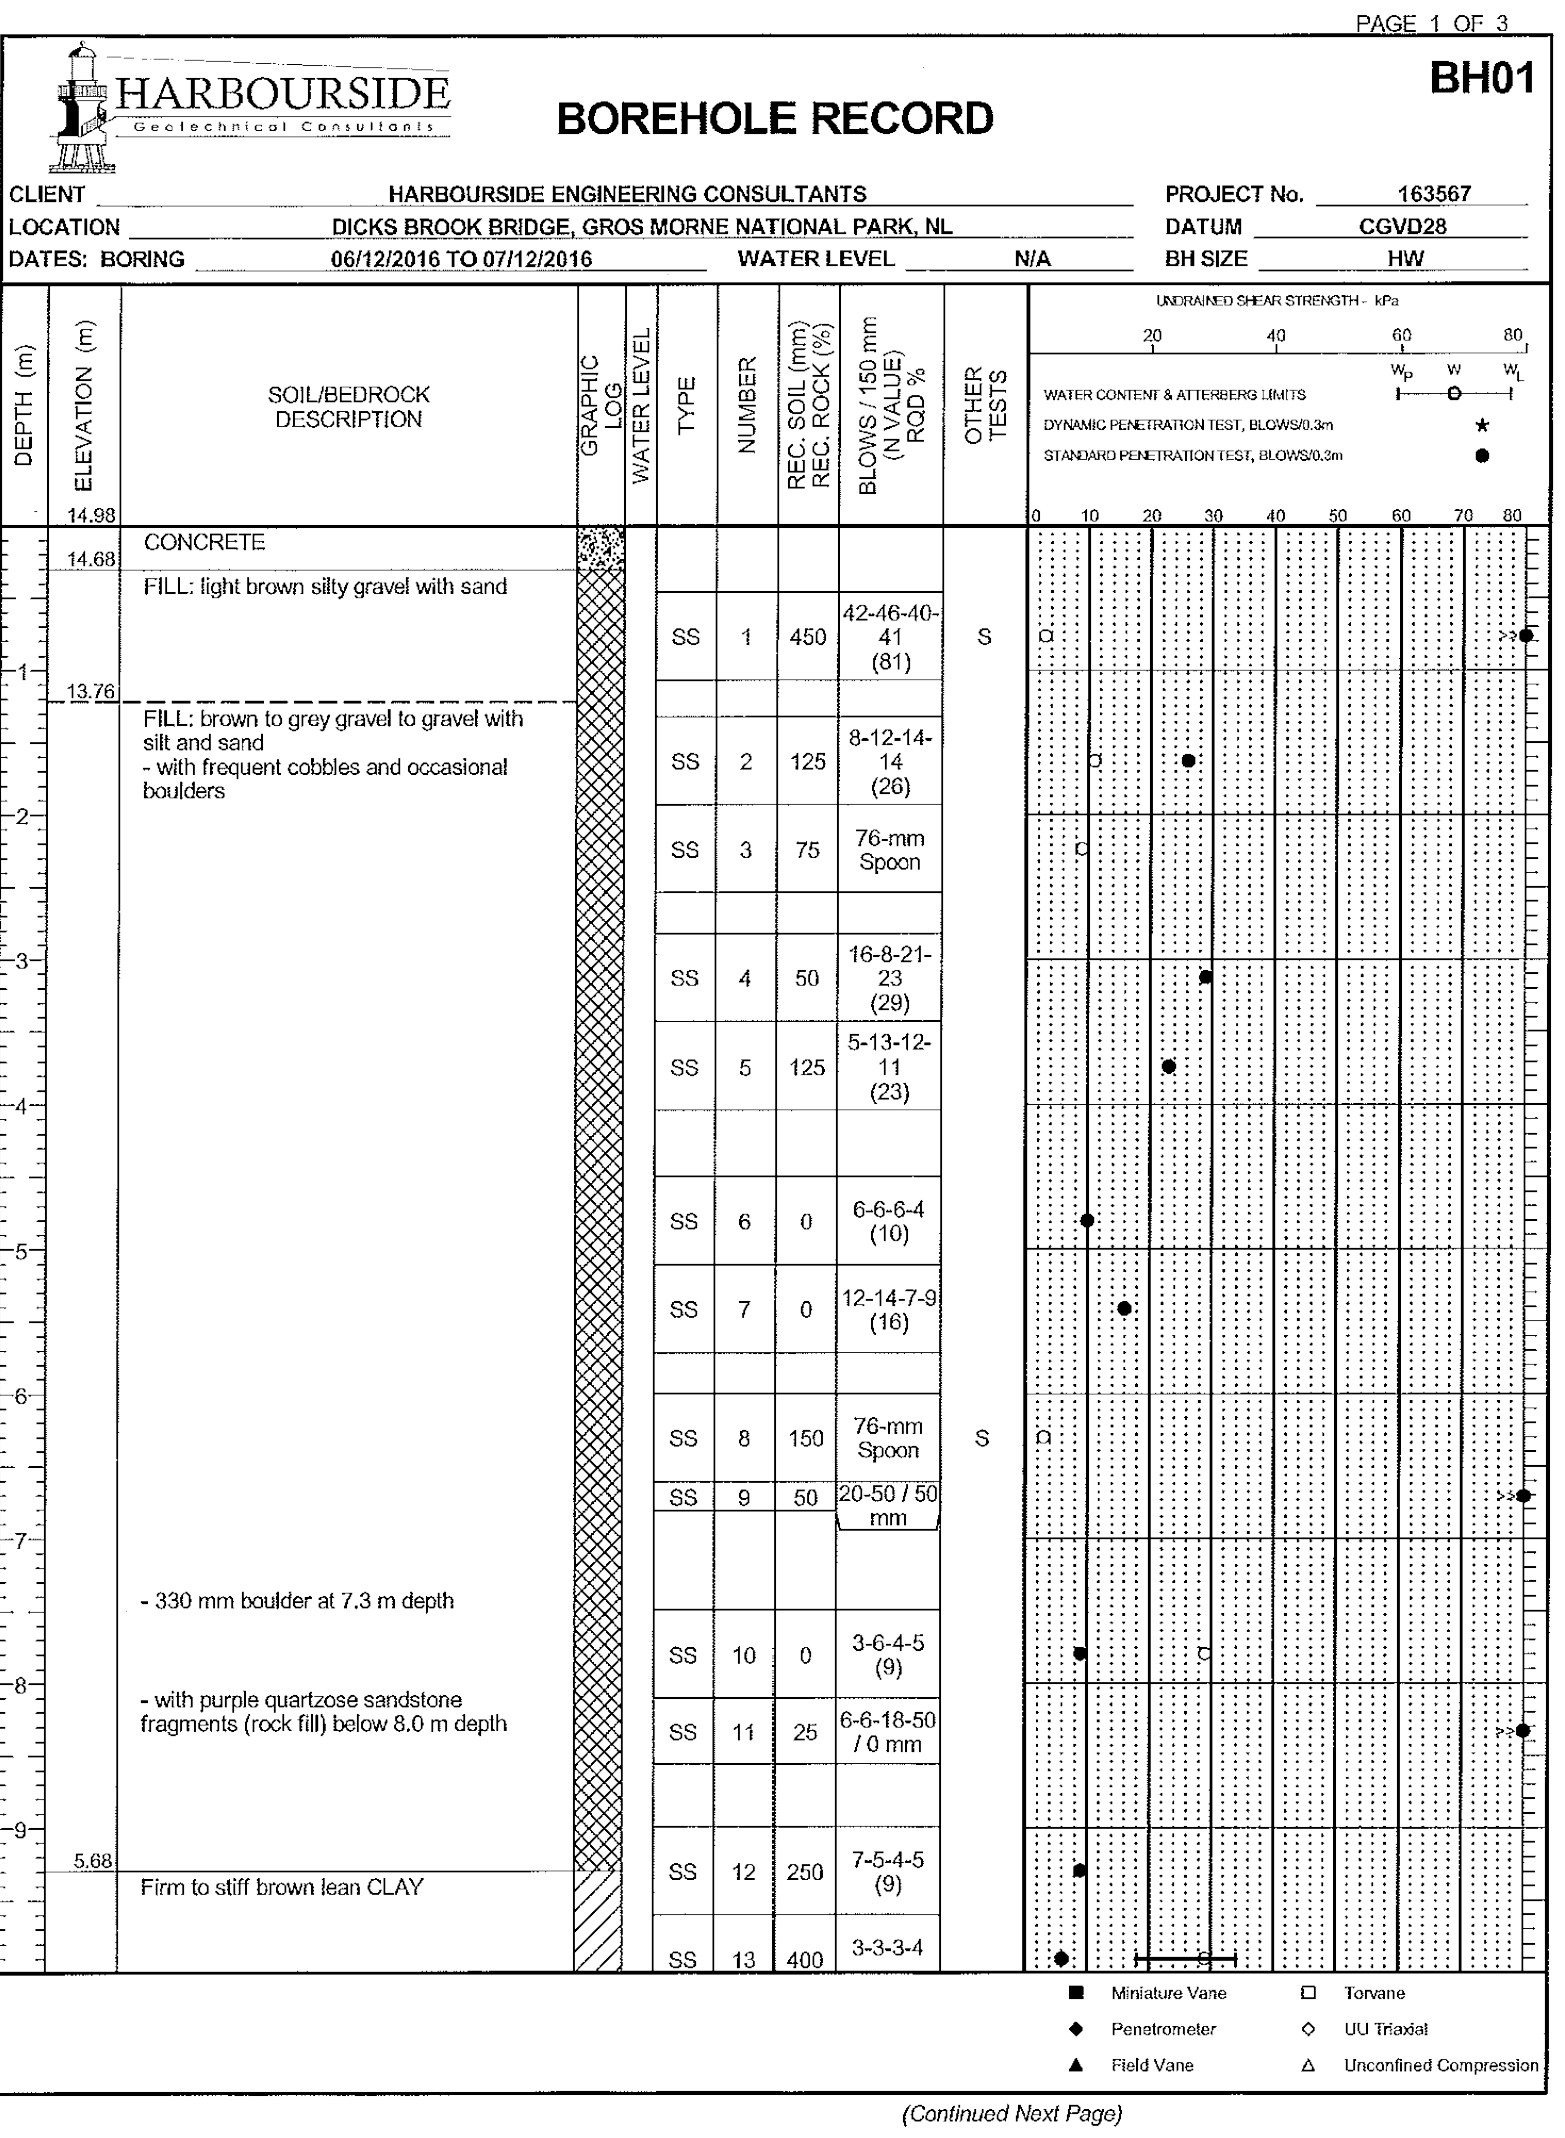 PAGE 1 OF 3
HARBOURSIDE
Geotechnical Consultants
BOREHOLE RECORD
BH01
CLIENT HARBOURSIDE ENGINEERING CONSULTANTS PROJECT No. 163567
LOCATION DICKS BROOK BRIDGE, GROS MORNE NATIONAL PARK, NL DATUM CGVD28
DATES: BORING 06/12/2016 TO 07/12/2016 WATER LEVEL N/A BH SIZE HW
DEPTH (m)
ELEVATION (m)
SOIL/BEDROCK
DESCRIPTION
GRAPHIC
LOG
WATER LEVEL
TYPE
NUMBER
REC. SOIL (mm)
REC. ROCK (%)
BLOWS / 150 mm
(N VALUE)
RQD %
OTHER
TESTS
UNDRAINED SHEAR STRENGTH - kPa
20 40 60 80
WP W WL
WATER CONTENT & ATTERBERG LIMITS
DYNAMIC PENETRATION TEST, BLOWS/0.3m ★
STANDARD PENETRATION TEST, BLOWS/0.3m ●
14.98
0 10 20 30 40 50 60 70 80
CONCRETE
14.68
FILL: light brown silty gravel with sand
42-46-40-
SS 1 450 41 S >>
(81)
1
13.76
FILL: brown to grey gravel to gravel with
silt and sand
- with frequent cobbles and occasional
boulders
8-12-14-
SS 2 125 14
(26)
2
SS 3 75 76-mm
Spoon
3
16-8-21-
SS 4 50 23
(29)
5-13-12-
SS 5 125 11
(23)
4
SS 6 0 6-6-6-4
(10)
5
SS 7 0 12-14-7-9
(16)
6
SS 8 150 76-mm S
Spoon
SS 9 50 20-50 / 50 >>
mm
7
- 330 mm boulder at 7.3 m depth
SS 10 0 3-6-4-5
(9)
8
- with purple quartzose sandstone
fragments (rock fill) below 8.0 m depth
SS 11 25 6-6-18-50 >>
/ 0 mm
9
5.68
SS 12 250 7-5-4-5
(9)
Firm to stiff brown lean CLAY
SS 13 400 3-3-3-4
■ Miniature Vane □ Torvane
◆ Penetrometer ◇ UU Triaxial
▲ Field Vane △ Unconfined Compression
(Continued Next Page)